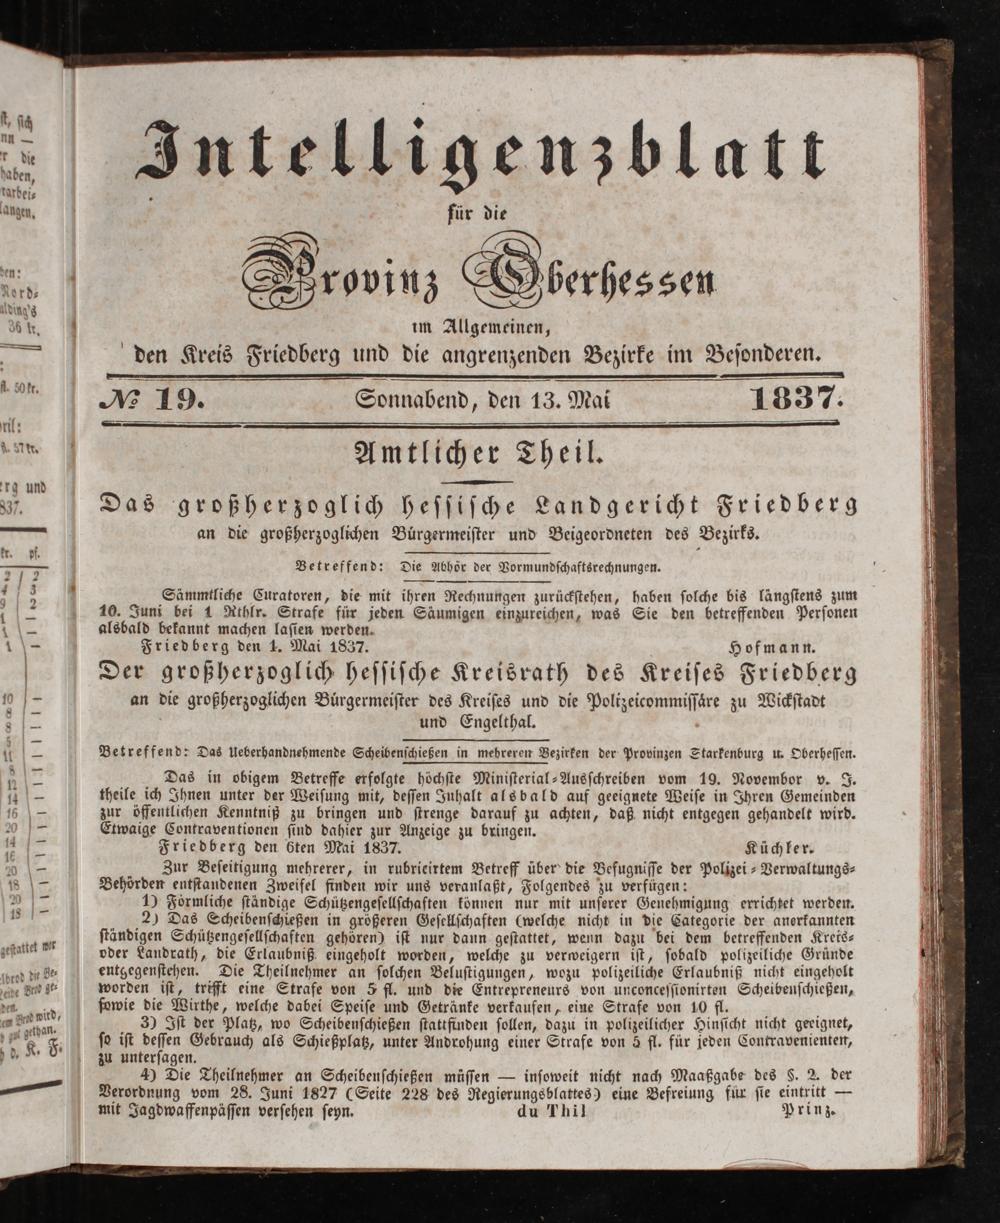 Intelligenzblatt
für die
Provinz Oberhessen
im Allgemeinen,
den Kreis Friedberg und die angrenzenden Bezirke im Besonderen.
№ 19. Sonnabend, den 13. Mai 1837.
Amtlicher Theil.
Das großherzoglich hessische Landgericht Friedberg
an die großherzoglichen Bürgermeister und Beigeordneten des Bezirks.
Betreffend: Die Abhör der Vormundschaftsrechnungen.
Sämmtliche Curatoren, die mit ihren Rechnungen zurückstehen, haben solche bis längstens zum
10. Juni bei 1 Rthlr. Strafe für jeden Säumigen einzureichen, was Sie den betreffenden Personen
alsbald bekannt machen lassen werden.
Friedberg den 1. Mai 1837. Hofmann.
Der großherzoglich hessische Kreisrath des Kreises Friedberg
an die großherzoglichen Bürgermeister des Kreises und die Polizeicommissäre zu Wickstadt
und Engelthal.
Betreffend: Das Ueberhandnehmende Scheibenschießen in mehreren Bezirken der Provinzen Starkenburg u. Oberhessen.
Das in obigem Betreffe erfolgte höchste Ministerial-Ausschreiben vom 19. Novembor v. J.
theile ich Ihnen unter der Weisung mit, dessen Inhalt alsbald auf geeignete Weise in Ihren Gemeinden
zur öffentlichen Kenntniß zu bringen und strenge darauf zu achten, daß nicht entgegen gehandelt wird.
Etwaige Contraventionen sind dahier zur Anzeige zu bringen.
Friedberg den 6ten Mai 1837. Küchler.
Zur Beseitigung mehrerer, in rubricirtem Betreff über die Befugnisse der Polizei-Verwaltungs-
Behörden entstandenen Zweifel finden wir uns veranlaßt, Folgendes zu verfügen:
1) Förmliche ständige Schützengesellschaften können nur mit unserer Genehmigung errichtet werden.
2) Das Scheibenschießen in größeren Gesellschaften (welche nicht in die Categorie der anerkannten
ständigen Schützengesellschaften gehören) ist nur dann gestattet, wenn dazu bei dem betreffenden Kreis-
oder Landrath, die Erlaubniß eingeholt worden, welche zu verweigern ist, sobald polizeiliche Gründe
entgegenstehen. Die Theilnehmer an solchen Belustigungen, wozu polizeiliche Erlaubniß nicht eingeholt
worden ist, trifft eine Strafe von 5 fl. und die Entrepreneurs von unconcessionirten Scheibenschießen,
sowie die Wirthe, welche dabei Speise und Getränke verkaufen, eine Strafe von 10 fl.
3) Ist der Platz, wo Scheibenschießen stattfinden sollen, dazu in polizeilicher Hinsicht nicht geeignet,
so ist dessen Gebrauch als Schießplatz, unter Androhung einer Strafe von 5 fl. für jeden Contravenienten,
zu untersagen.
4) Die Theilnehmer an Scheibenschießen müssen — insoweit nicht nach Maaßgabe des §. 2. der
Verordnung vom 28. Juni 1827 (Seite 228 des Regierungsblattes) eine Befreiung für sie eintritt —
mit Jagdwaffenpässen versehen seyn. du Thil Prinz.